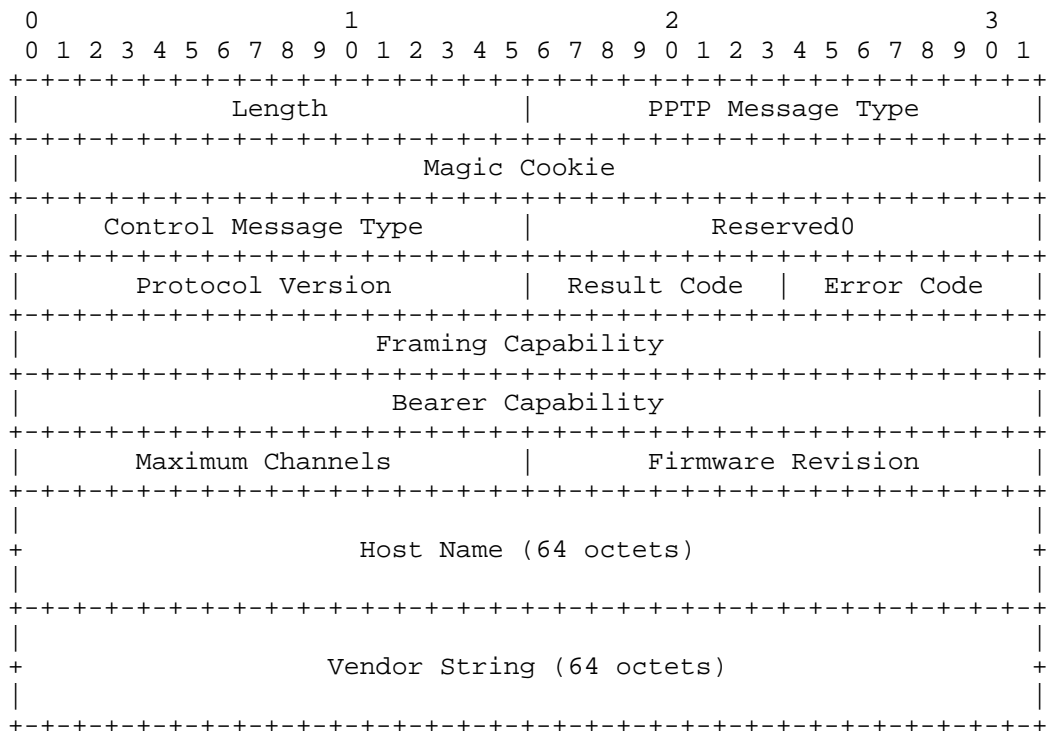 0                   1                   2                   3
0 1 2 3 4 5 6 7 8 9 0 1 2 3 4 5 6 7 8 9 0 1 2 3 4 5 6 7 8 9 0 1
+-+-+-+-+-+-+-+-+-+-+-+-+-+-+-+-+-+-+-+-+-+-+-+-+-+-+-+-+-+-+-+-+
|             Length            |       PPTP Message Type       |
+-+-+-+-+-+-+-+-+-+-+-+-+-+-+-+-+-+-+-+-+-+-+-+-+-+-+-+-+-+-+-+-+
|                         Magic Cookie                          |
+-+-+-+-+-+-+-+-+-+-+-+-+-+-+-+-+-+-+-+-+-+-+-+-+-+-+-+-+-+-+-+-+
|     Control Message Type      |           Reserved0           |
+-+-+-+-+-+-+-+-+-+-+-+-+-+-+-+-+-+-+-+-+-+-+-+-+-+-+-+-+-+-+-+-+
|       Protocol Version        |  Result Code  |  Error Code   |
+-+-+-+-+-+-+-+-+-+-+-+-+-+-+-+-+-+-+-+-+-+-+-+-+-+-+-+-+-+-+-+-+
|                      Framing Capability                       |
+-+-+-+-+-+-+-+-+-+-+-+-+-+-+-+-+-+-+-+-+-+-+-+-+-+-+-+-+-+-+-+-+
|                       Bearer Capability                       |
+-+-+-+-+-+-+-+-+-+-+-+-+-+-+-+-+-+-+-+-+-+-+-+-+-+-+-+-+-+-+-+-+
|       Maximum Channels        |       Firmware Revision       |
+-+-+-+-+-+-+-+-+-+-+-+-+-+-+-+-+-+-+-+-+-+-+-+-+-+-+-+-+-+-+-+-+
|                                                               |
+                     Host Name (64 octets)                     +
|                                                               |
+-+-+-+-+-+-+-+-+-+-+-+-+-+-+-+-+-+-+-+-+-+-+-+-+-+-+-+-+-+-+-+-+
|                                                               |
+                   Vendor String (64 octets)                   +
|                                                               |
+-+-+-+-+-+-+-+-+-+-+-+-+-+-+-+-+-+-+-+-+-+-+-+-+-+-+-+-+-+-+-+-+